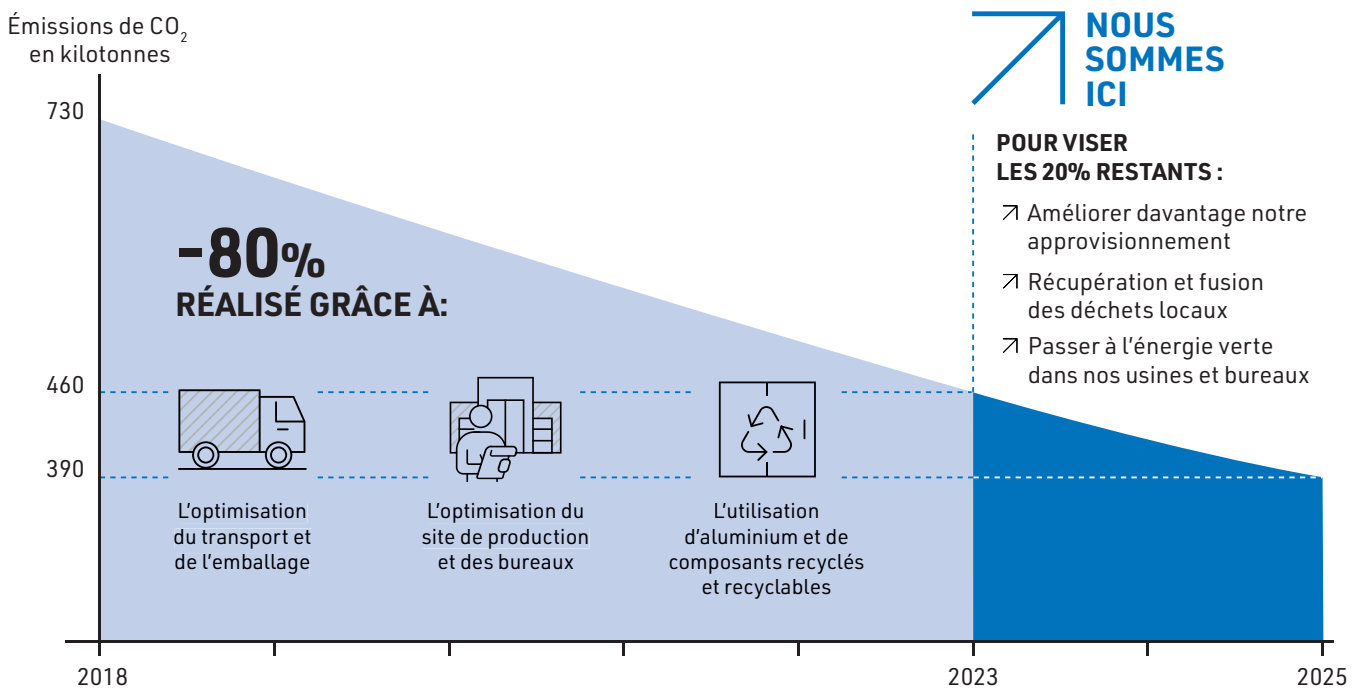 Émissions de CO₂
en kilotonnes
730
460
390
NOUS
SOMMES
ICI
POUR VISER
LES 20% RESTANTS :
Améliorer davantage notre
approvisionnement
Récupération et fusion
des déchets locaux
Passer à l'énergie verte
dans nos usines et bureaux
-80%
RÉALISÉ GRÂCE À:
L'optimisation
du transport et
de l'emballage
L'optimisation du
site de production
et des bureaux
L'utilisation
d'aluminium et de
composants recyclés
et recyclables
2018
2023
2025